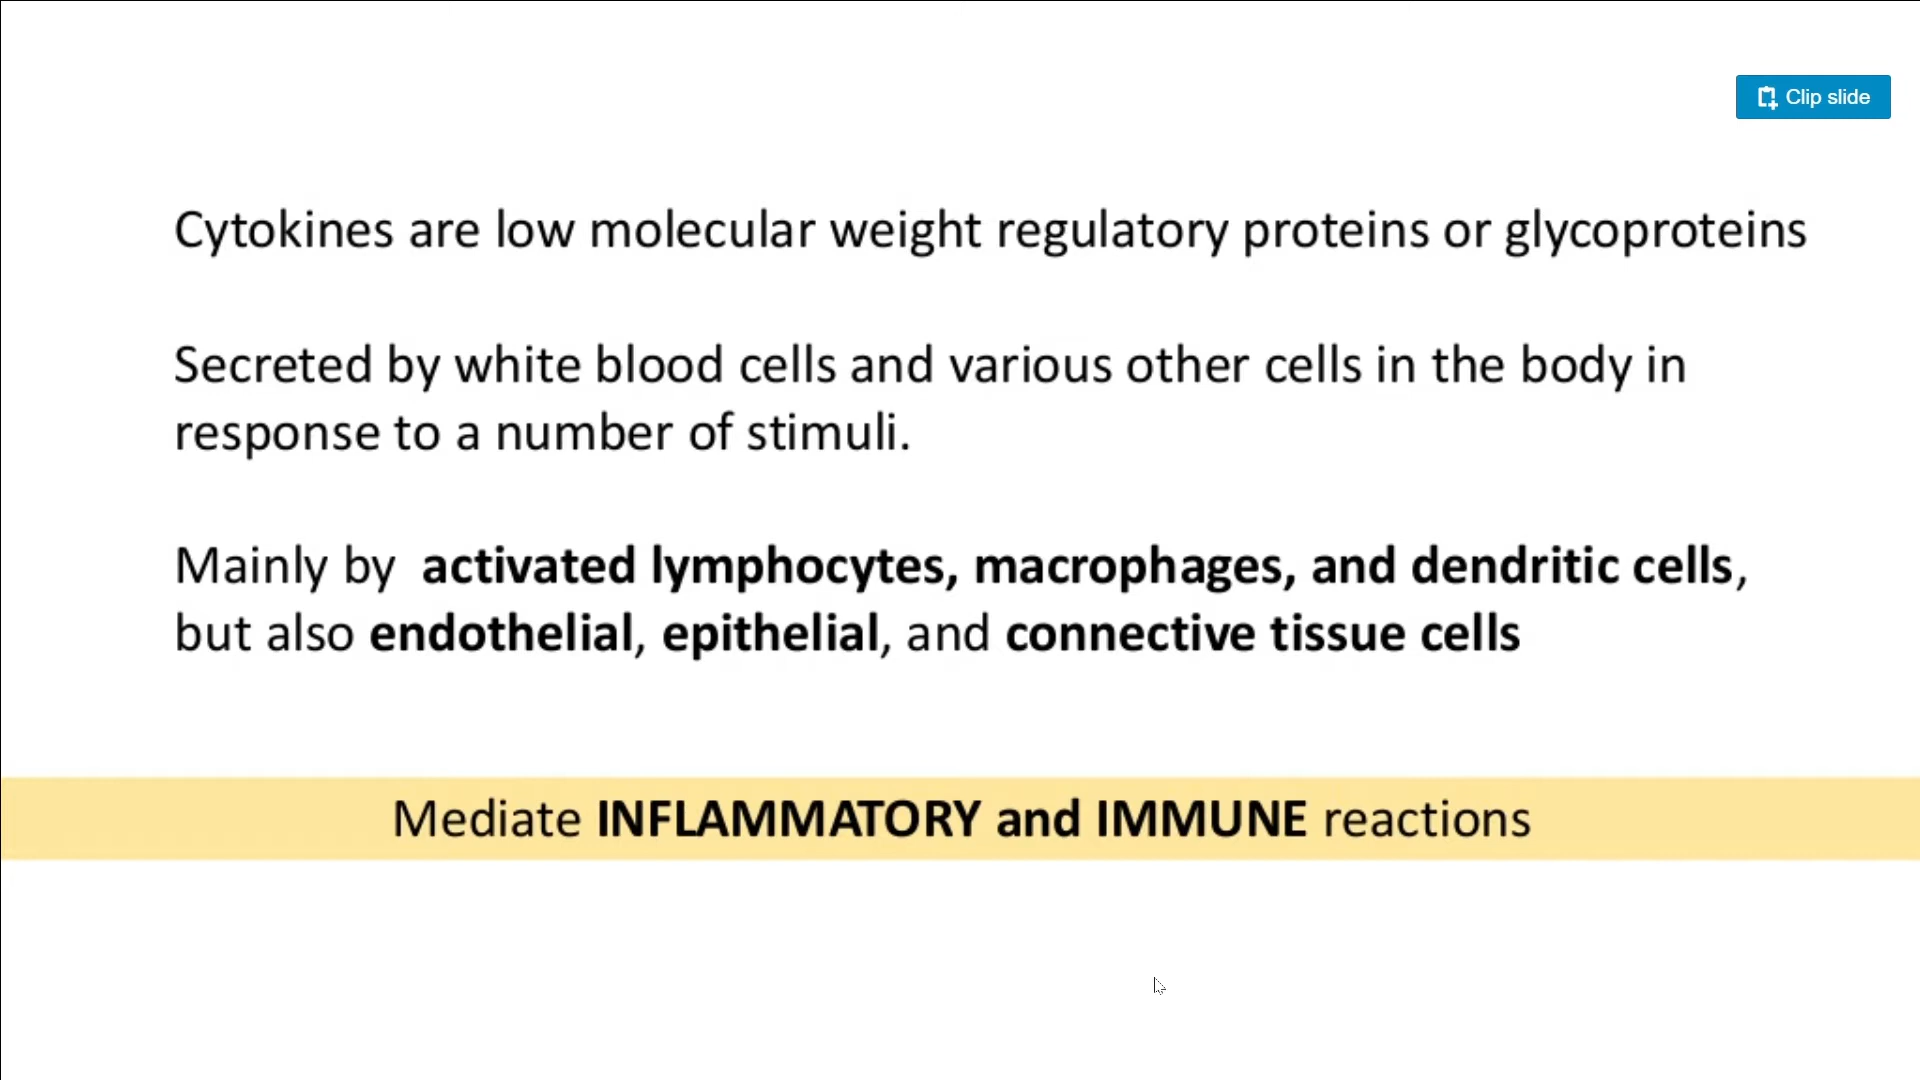 Clip slide
Cytokines are low molecular weight regulatory proteins or glycoproteins
Secreted by white blood cells and various other cells in the body in
response to a number of stimuli.
Mainly by activated lymphocytes, macrophages, and dendritic cells,
but also endothelial, epithelial, and connective tissue cells
Mediate INFLAMMATORY and IMMUNE reactions